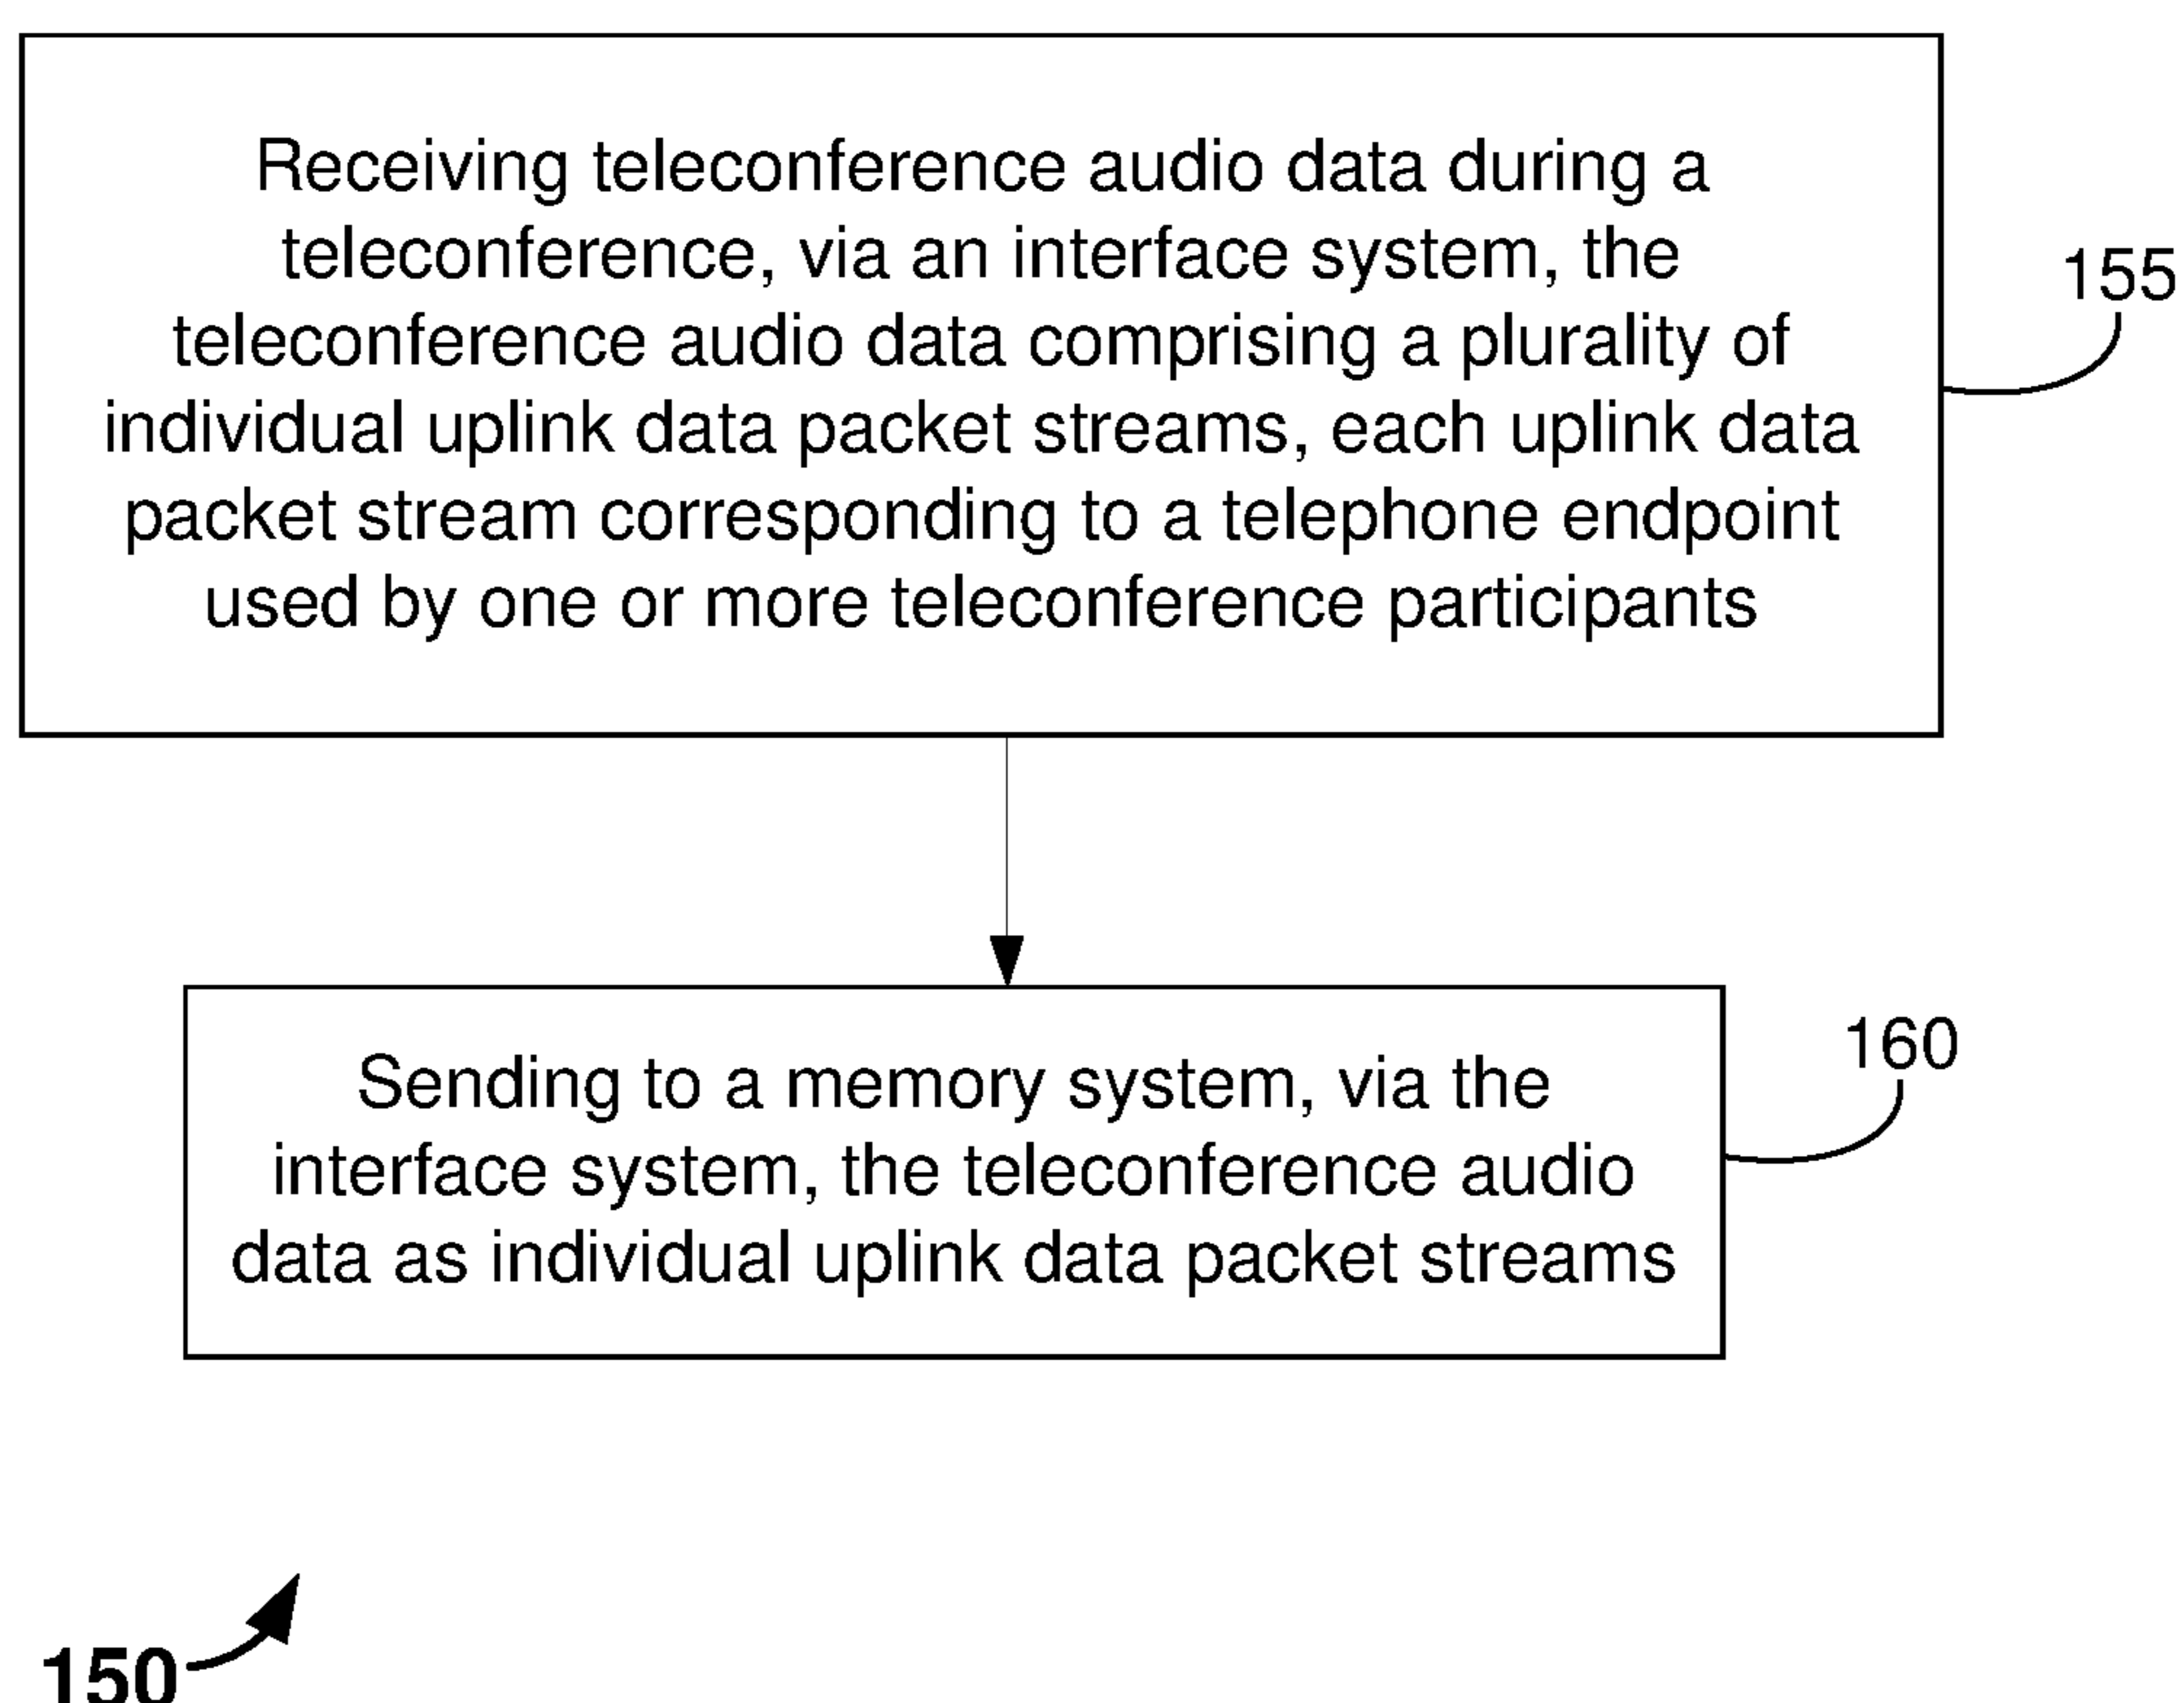 Receiving teleconference audio data during a
teleconference, via an interface system, the
teleconference audio data comprising a plurality of
individual uplink data packet streams, each uplink data
packet stream corresponding to a telephone endpoint
used by one or more teleconference participants
155
Sending to a memory system, via the
interface system, the teleconference audio
data as individual uplink data packet streams
160
150